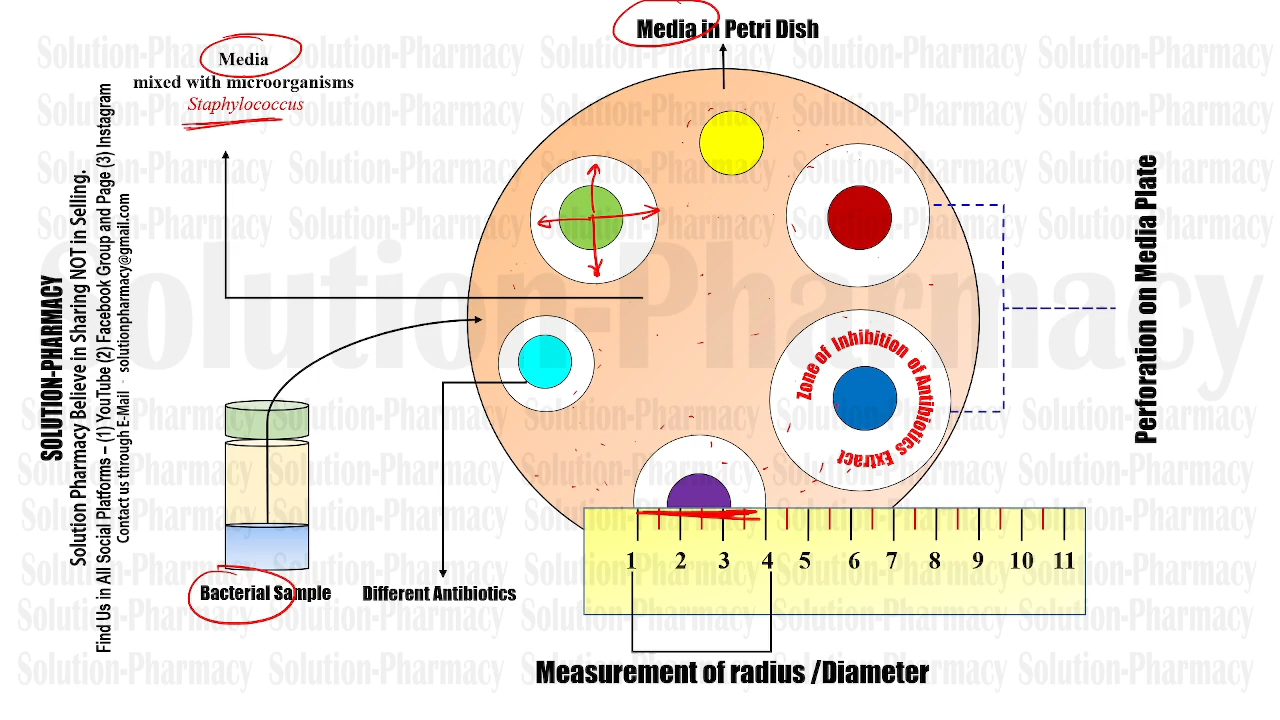 Media in Petri Dish
Media
mixed with microorganisms
Staphylococcus
SOLUTION-PHARMACY
Solution Pharmacy Believe in Sharing NOT in Selling.
Find Us in All Social Platforms – (1) YouTube (2) Facebook Group and Page (3) Instagram
Contact us through E-Mail - solutionpharmacy@gmail.com
Perforation on Media Plate
Zone of Inhibition of Antibiotics Extract
1 2 3 4 5 6 7 8 9 10 11
Bacterial Sample
Different Antibiotics
Measurement of radius /Diameter
Solution-Pharmacy